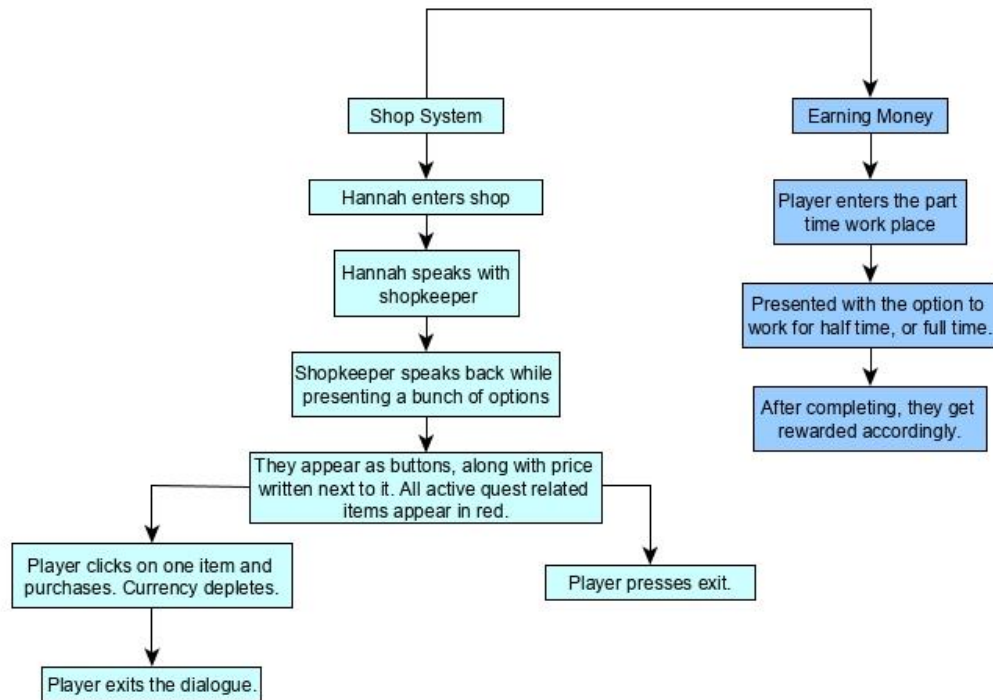 Shop System
Earning Money
Hannah enters shop
Player enters the part
time work place
Hannah speaks with
shopkeeper
Presented with the option to
work for half time, or full time.
Shopkeeper speaks back while
presenting a bunch of options
After completing, they get
rewarded accordingly.
They appear as buttons, along with price
written next to it. All active quest related
items appear in red.
Player clicks on one item and
purchases. Currency depletes.
Player presses exit.
Player exits the dialogue.